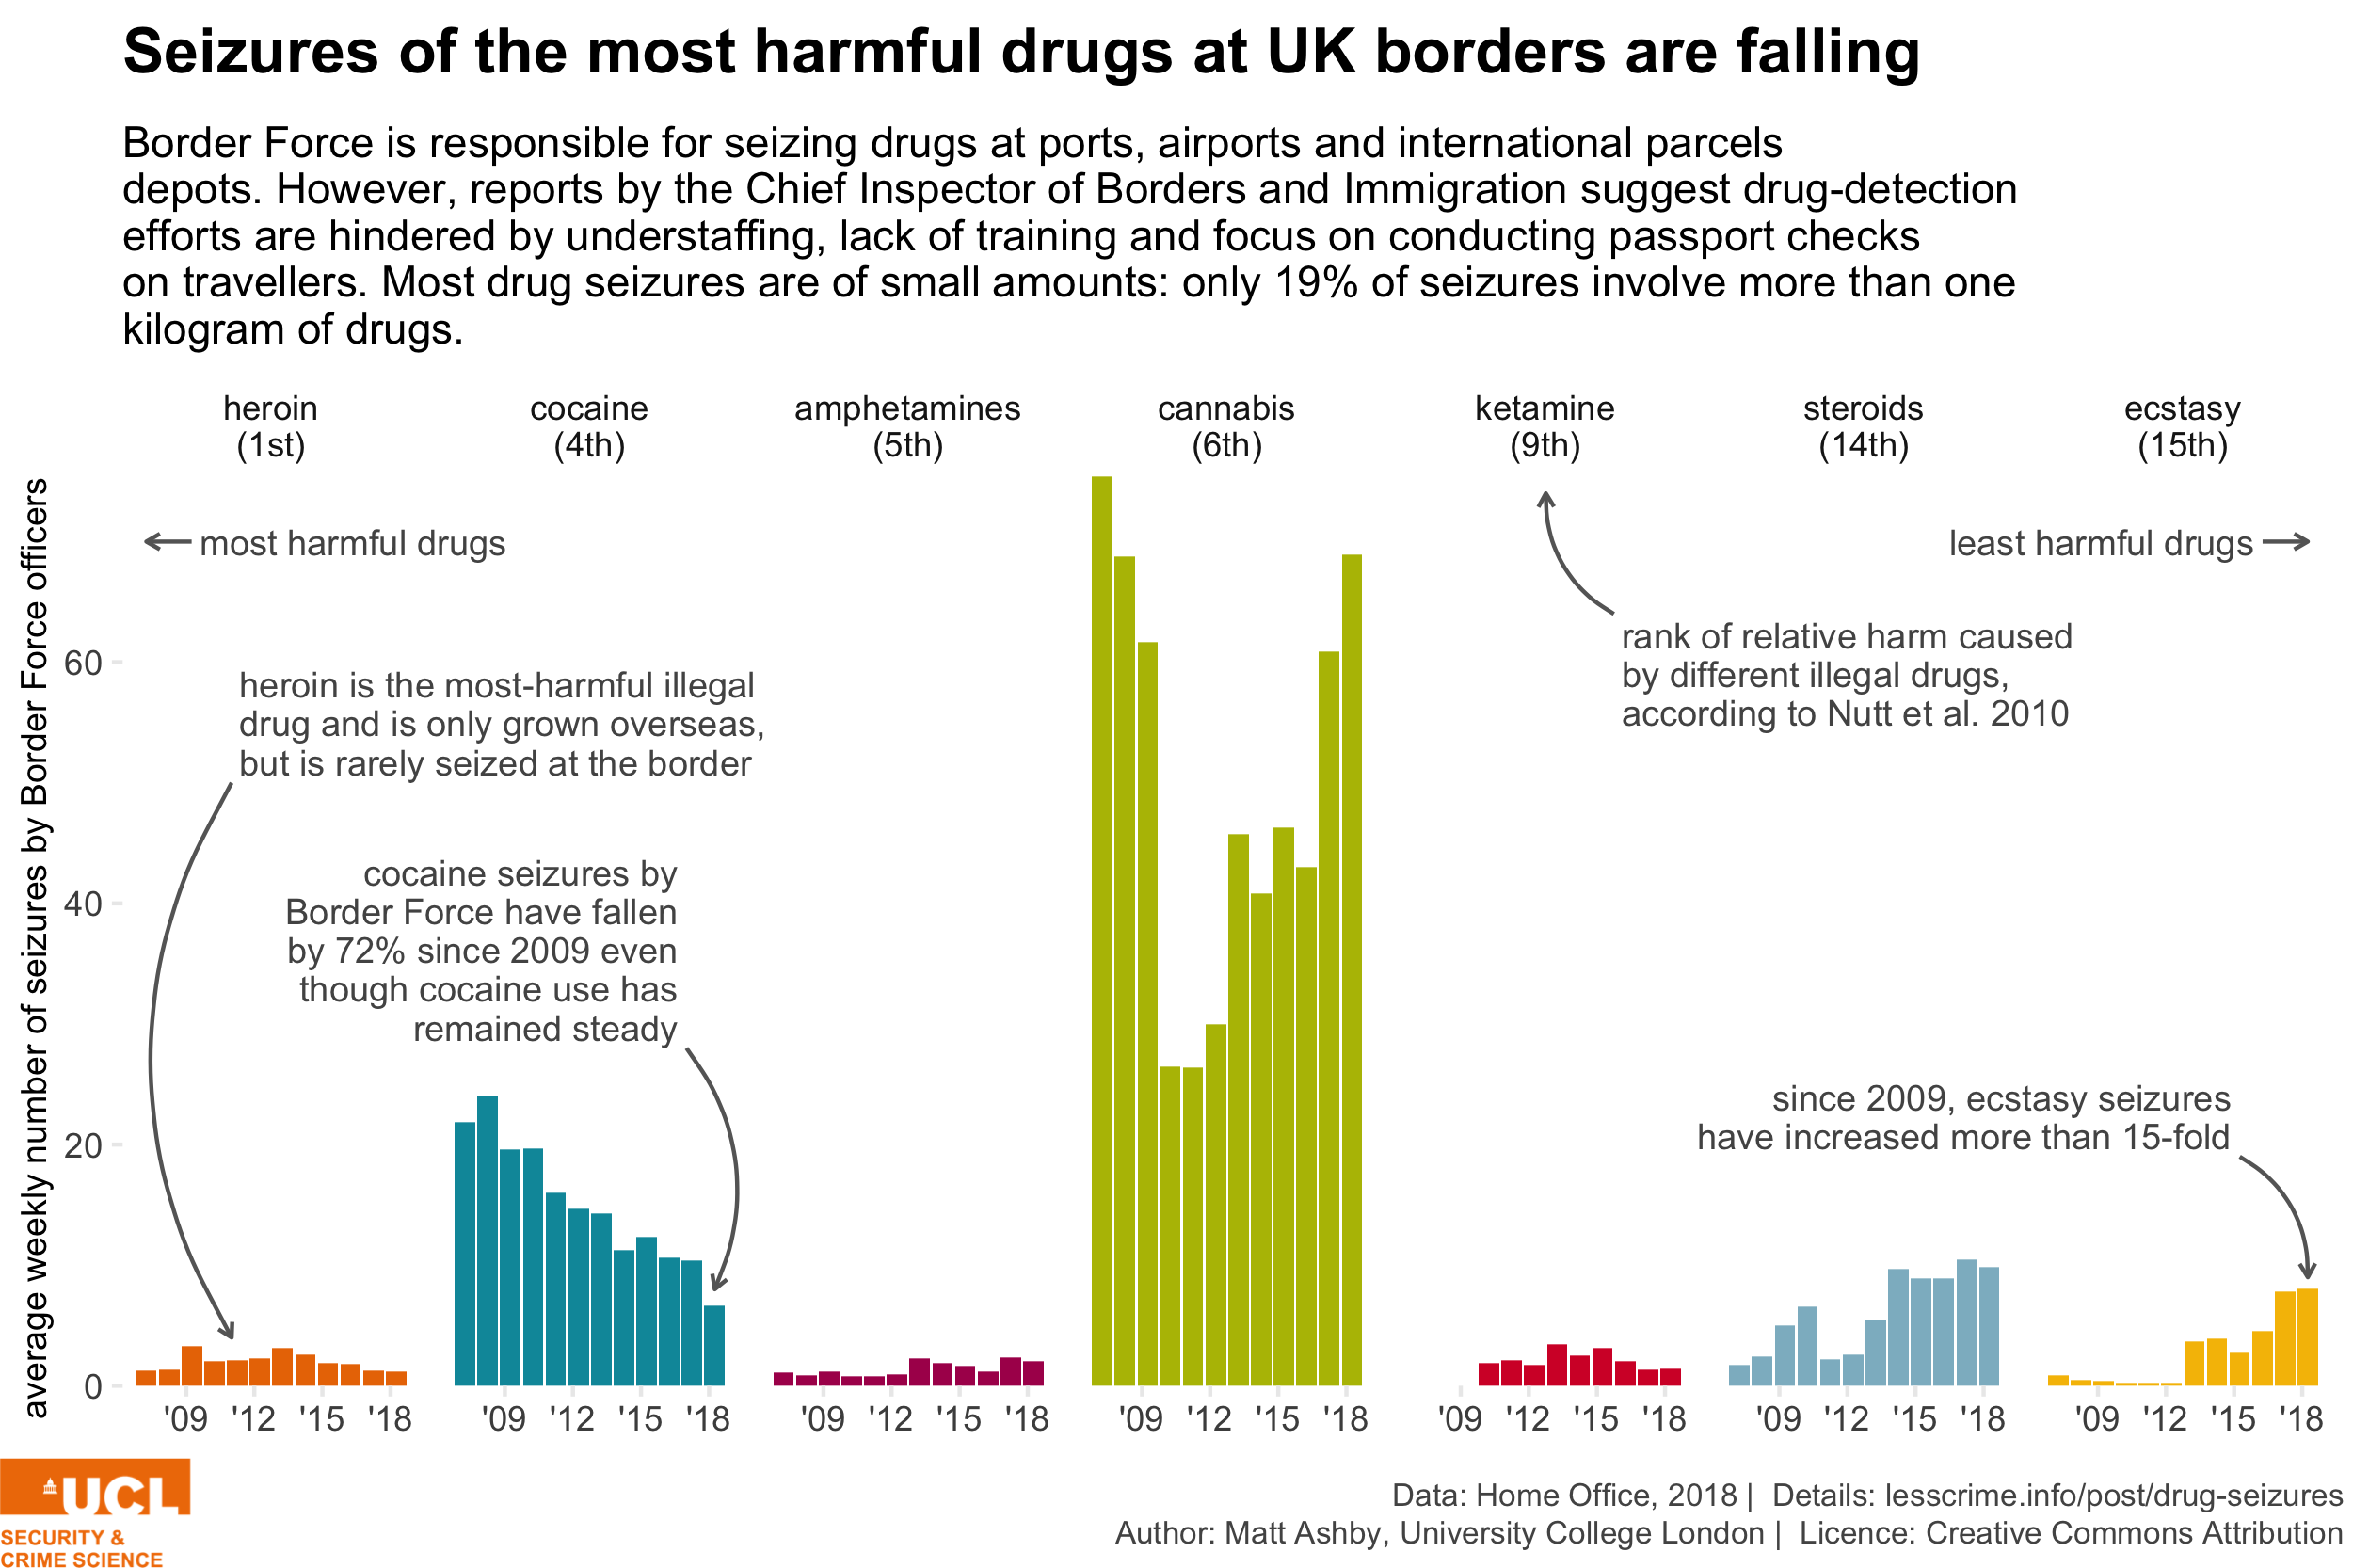 Seizures of the most harmful drugs at UK borders are falling
Border Force is responsible for seizing drugs at ports, airports and international parcels
depots. However, reports by the Chief Inspector of Borders and Immigration suggest drug-detection
efforts are hindered by understaffing, lack of training and focus on conducting passport checks
on travellers. Most drug seizures are of small amounts: only 19% of seizures involve more than one
kilogram of drugs.
heroin
(1st)
cocaine
(4th)
amphetamines
(5th)
cannabis
(6th)
ketamine
(9th)
steroids
(14th)
ecstasy
(15th)
average weekly number of seizures by Border Force officers
60
40
20
0
most harmful drugs
least harmful drugs
rank of relative harm caused
by different illegal drugs,
according to Nutt et al. 2010
heroin is the most-harmful illegal
drug and is only grown overseas,
but is rarely seized at the border
cocaine seizures by
Border Force have fallen
by 72% since 2009 even
though cocaine use has
remained steady
since 2009, ecstasy seizures
have increased more than 15-fold
'09 '12 '15 '18
'09 '12 '15 '18
'09 '12 '15 '18
'09 '12 '15 '18
'09 '12 '15 '18
'09 '12 '15 '18
'09 '12 '15 '18
UCL
SECURITY &
CRIME SCIENCE
Data: Home Office, 2018 | Details: lesscrime.info/post/drug-seizures
Author: Matt Ashby, University College London | Licence: Creative Commons Attribution